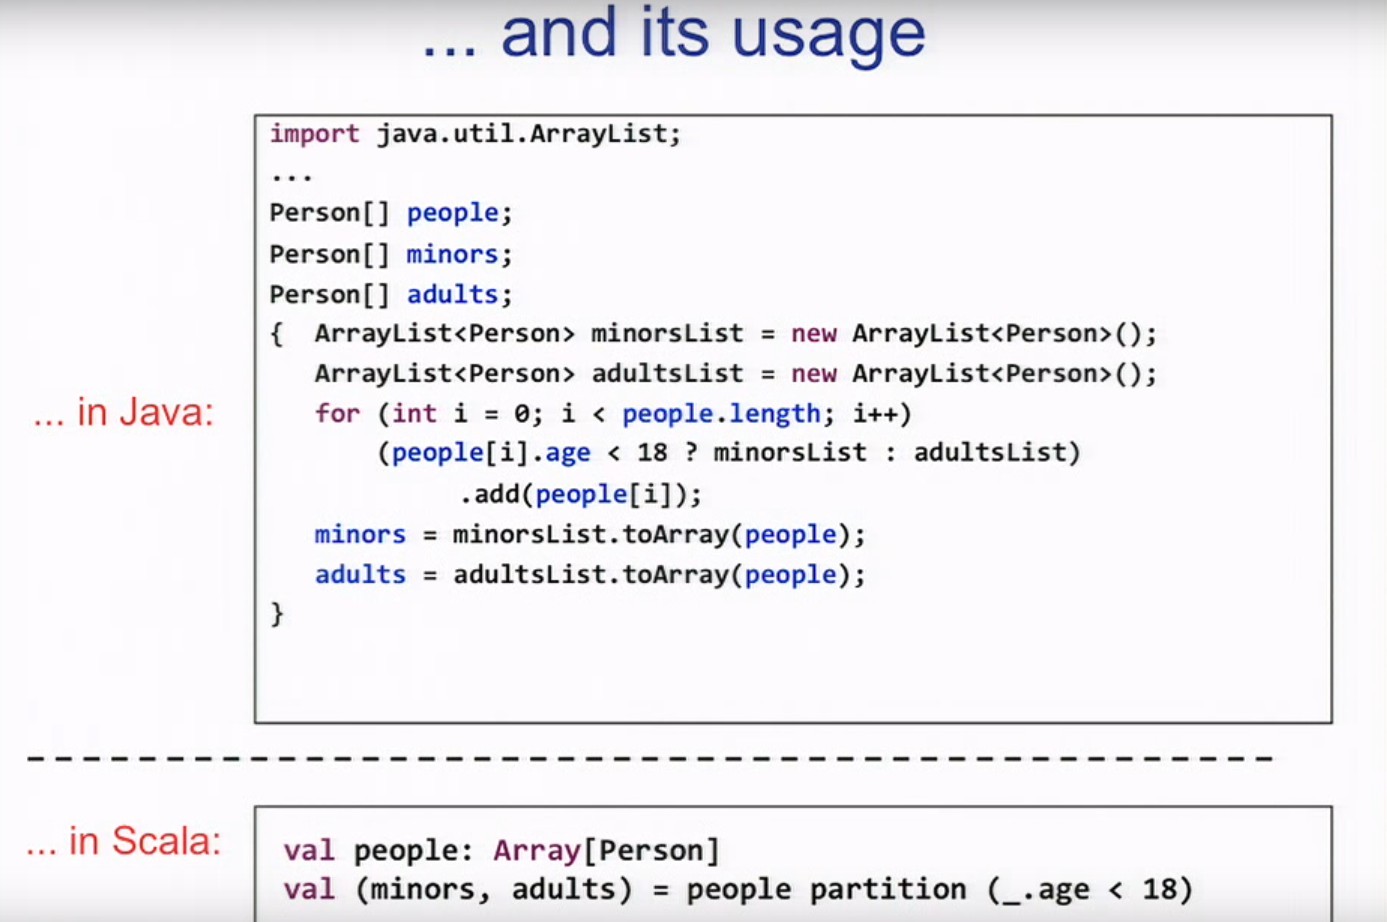 ... and its usage
import java.util.ArrayList;
...
Person[] people;
Person[] minors;
Person[] adults;
{ ArrayList<Person> minorsList = new ArrayList<Person>();
ArrayList<Person> adultsList = new ArrayList<Person>();
... in Java:
for (int i = 0; i < people.length; i++)
(people[i].age < 18 ? minorsList : adultsList)
.add(people[i]);
minors = minorsList.toArray(people);
adults = adultsList.toArray(people);
}
... in Scala:
val people: Array[Person]
val (minors, adults) = people partition (_.age < 18)